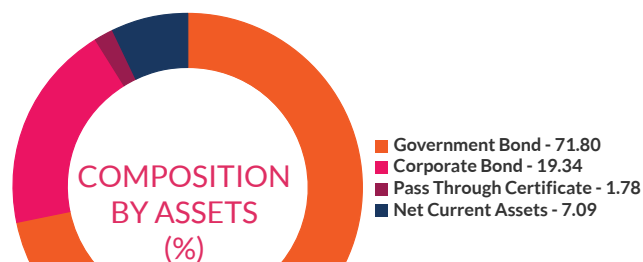 COMPOSITION
BY ASSETS
(%)
Government Bond - 71.80
Corporate Bond - 19.34
Pass Through Certificate - 1.78
Net Current Assets - 7.09